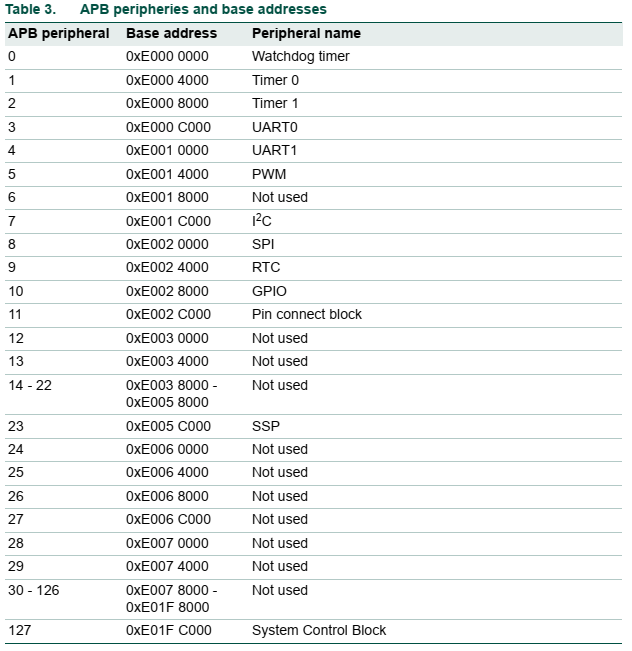 Table 3. APB peripheries and base addresses
APB peripheral Base address Peripheral name
0 0xE000 0000 Watchdog timer
1 0xE000 4000 Timer 0
2 0xE000 8000 Timer 1
3 0xE000 C000 UART0
4 0xE001 0000 UART1
5 0xE001 4000 PWM
6 0xE001 8000 Not used
7 0xE001 C000 I²C
8 0xE002 0000 SPI
9 0xE002 4000 RTC
10 0xE002 8000 GPIO
11 0xE002 C000 Pin connect block
12 0xE003 0000 Not used
13 0xE003 4000 Not used
14 - 22 0xE003 8000 - Not used
0xE005 8000
23 0xE005 C000 SSP
24 0xE006 0000 Not used
25 0xE006 4000 Not used
26 0xE006 8000 Not used
27 0xE006 C000 Not used
28 0xE007 0000 Not used
29 0xE007 4000 Not used
30 - 126 0xE007 8000 - Not used
0xE01F 8000
127 0xE01F C000 System Control Block